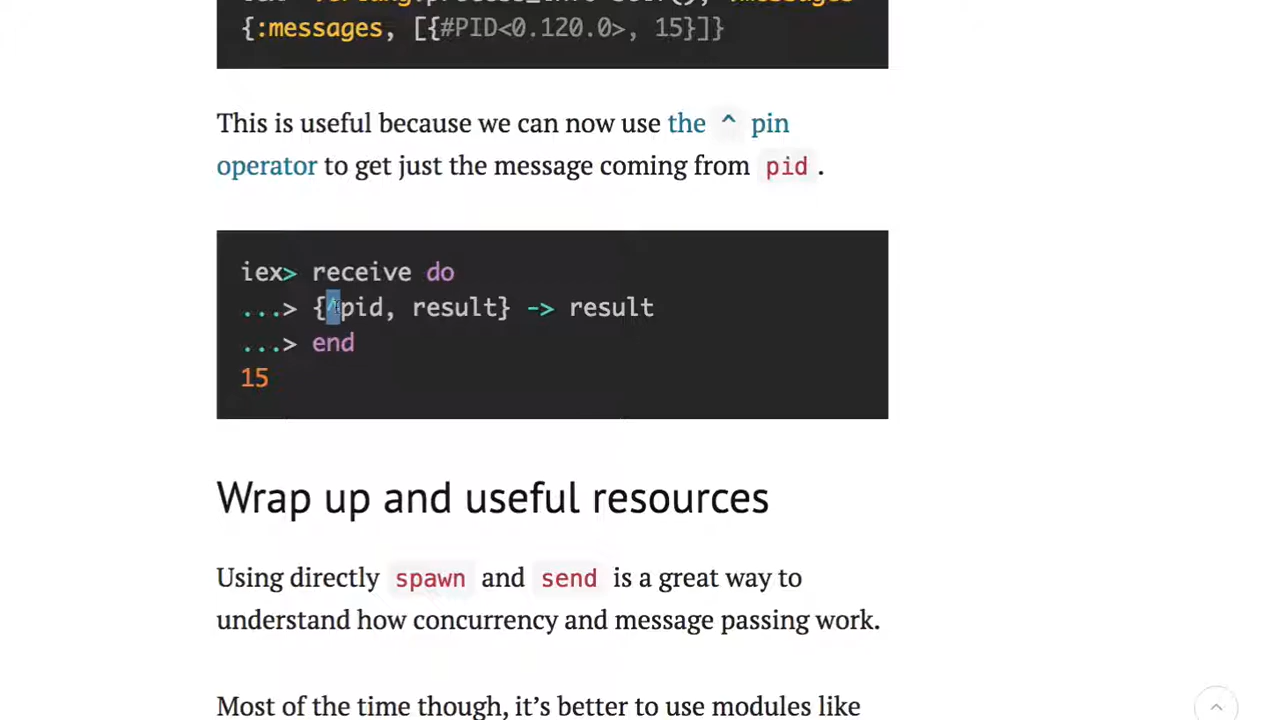 {:messages, [{#PID<0.120.0>, 15}]}
This is useful because we can now use the ^ pin
operator to get just the message coming from pid .
iex> receive do
...> {^pid, result} -> result
...> end
15
Wrap up and useful resources
Using directly spawn and send is a great way to
understand how concurrency and message passing work.
Most of the time though, it’s better to use modules like